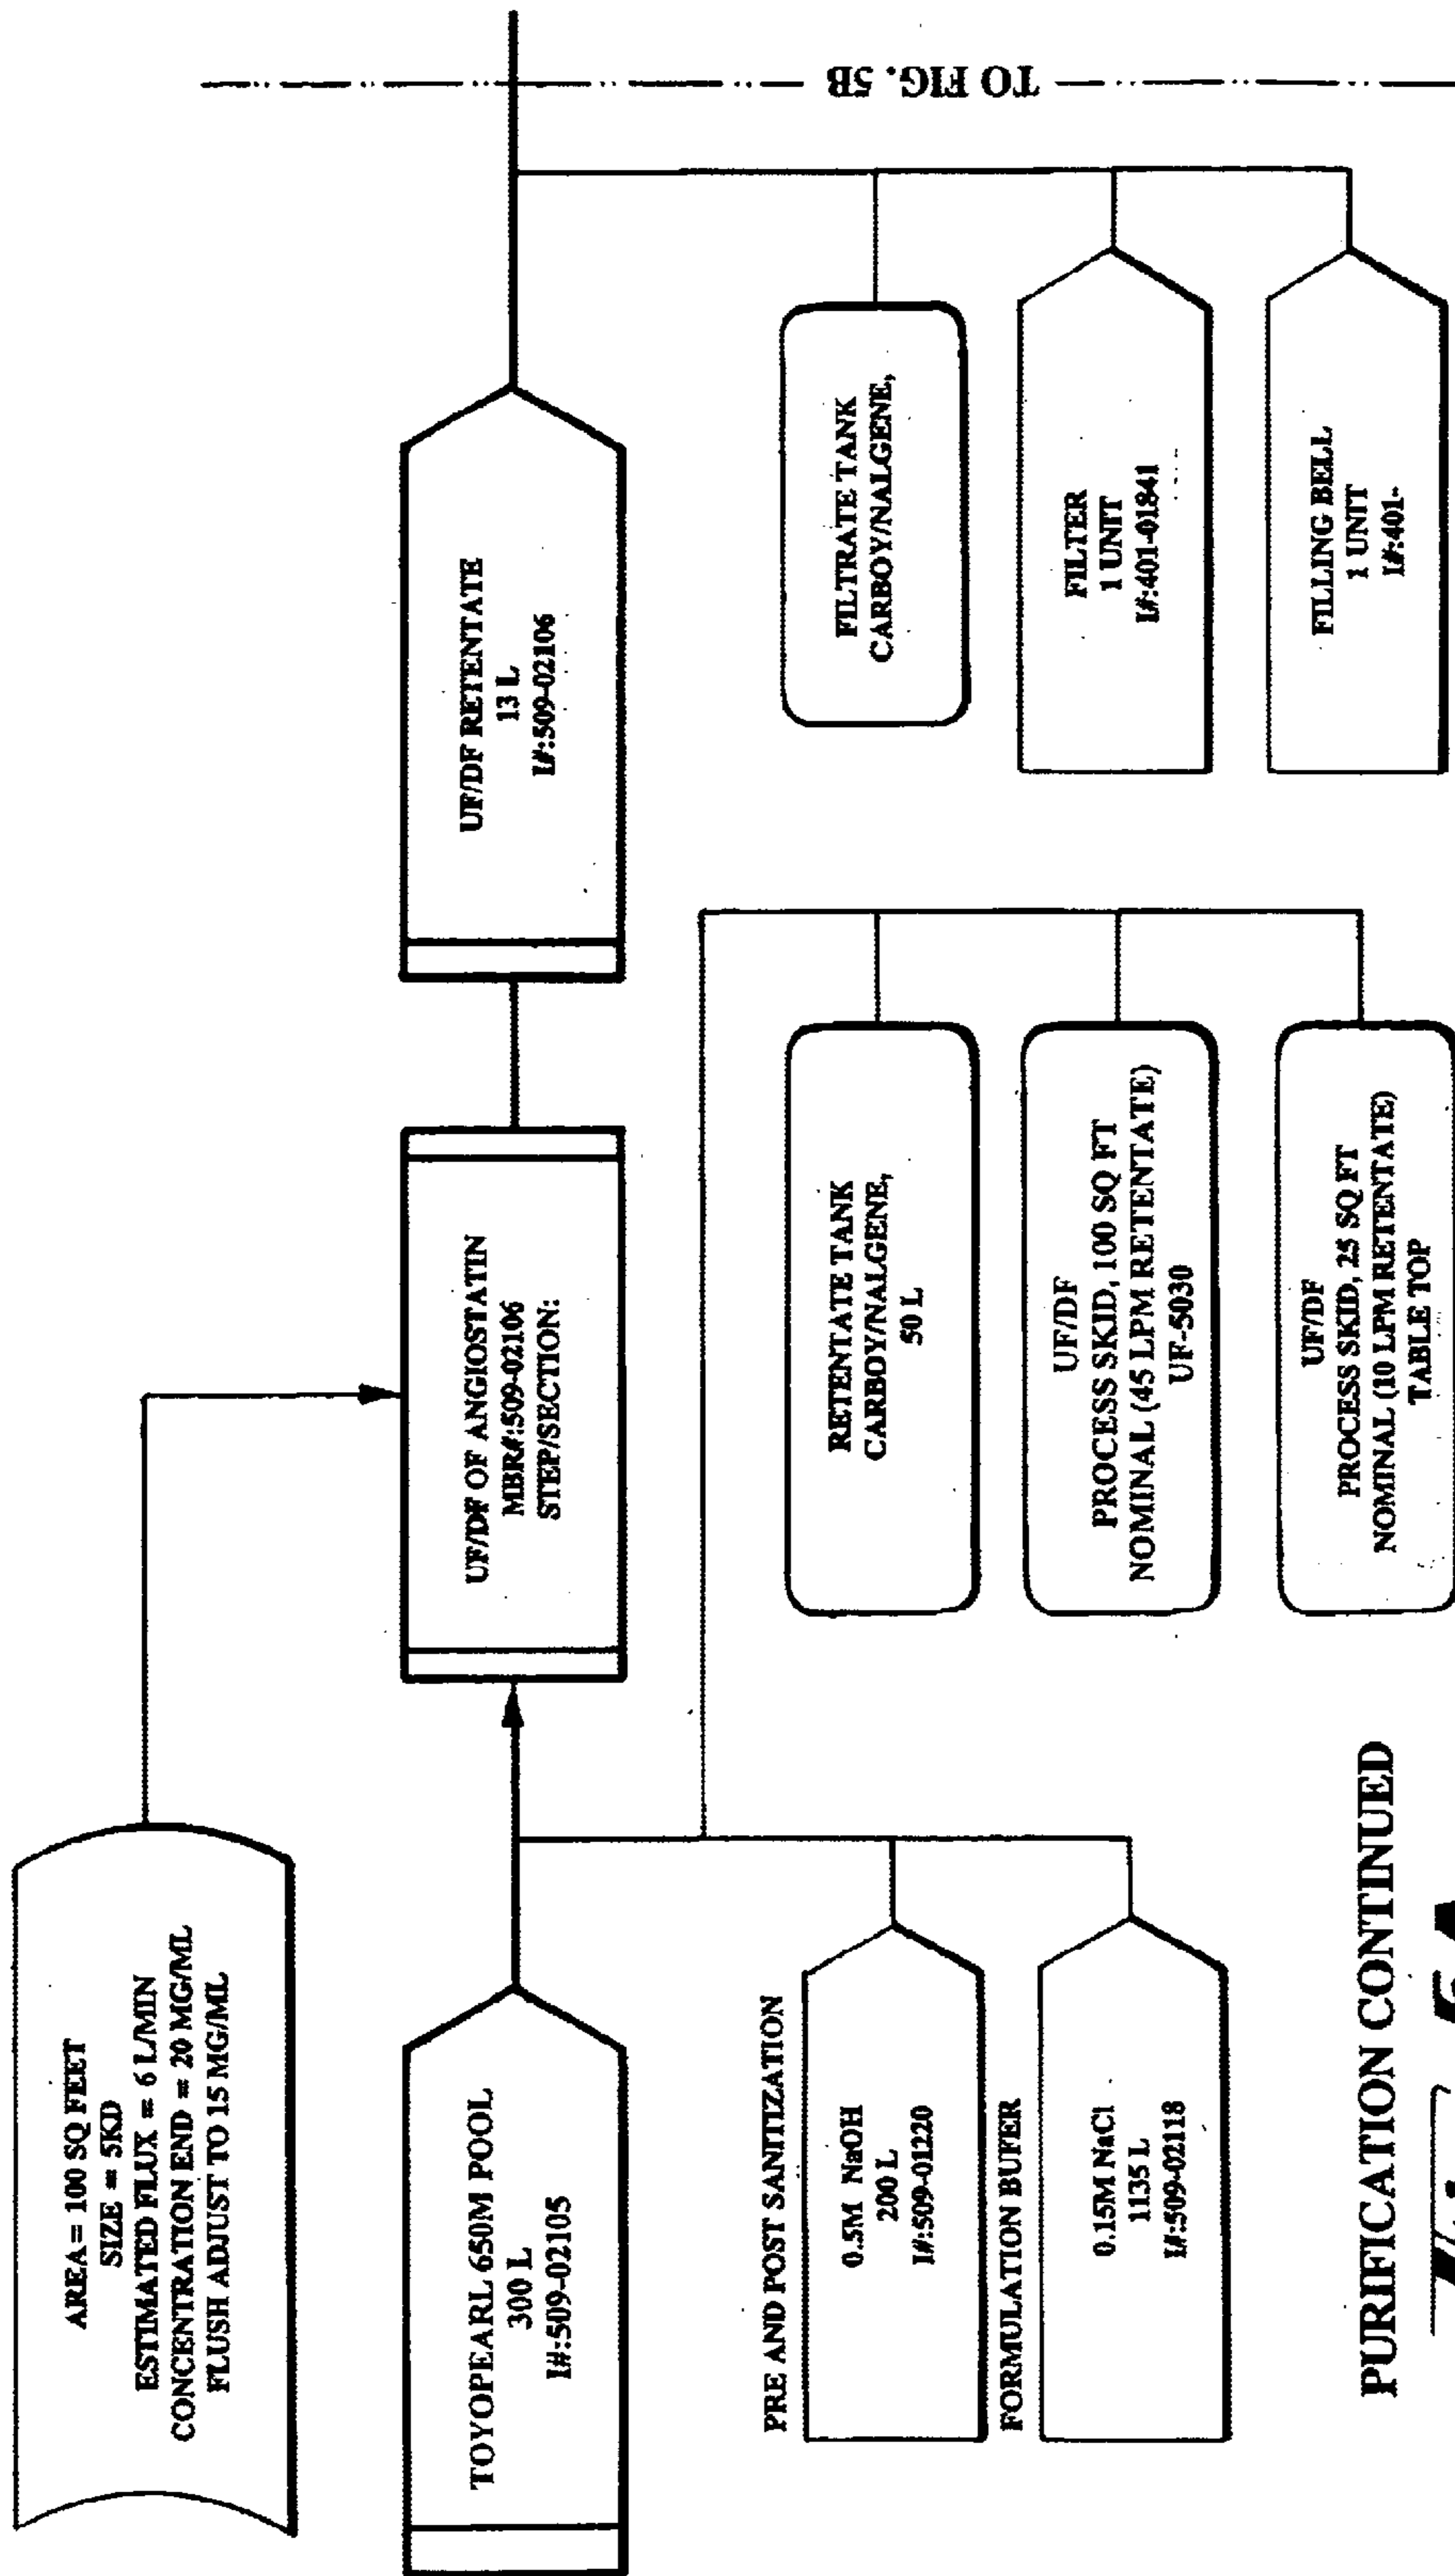 AREA= 100 SQ FEET
SIZE = 5KD
ESTIMATED FLUX = 6 L/MIN
CONCENTRATION END = 20 MG/ML
FLUSH ADJUST TO 15 MG/ML
TOYOPEARL 650M POOL
300 L
I#:509-02105
UF/DF OF ANGIOSTATIN
MBR#:509-02106
STEP/SECTION:
UF/DF RETENTATE
13 L
I#:509-02106
TO FIG. 5B
PRE AND POST SANITIZATION
0.5M NaOH
200 L
I#:509-01220
FORMULATION BUFER
0.15M NaCl
1135 L
I#:509-02118
RETENTATE TANK
CARBOY/NALGENE,
50 L
UF/DF
PROCESS SKID, 100 SQ FT
NOMINAL (45 LPM RETENTATE)
UF-5030
UF/DF
PROCESS SKID, 25 SQ FT
NOMINAL (10 LPM RETENTATE)
TABLE TOP
FILTRATE TANK
CARBOY/NALGENE,
FILTER
1 UNIT
I#:401-01841
FILLING BELL
1 UNIT
I#:401-
PURIFICATION CONTINUED